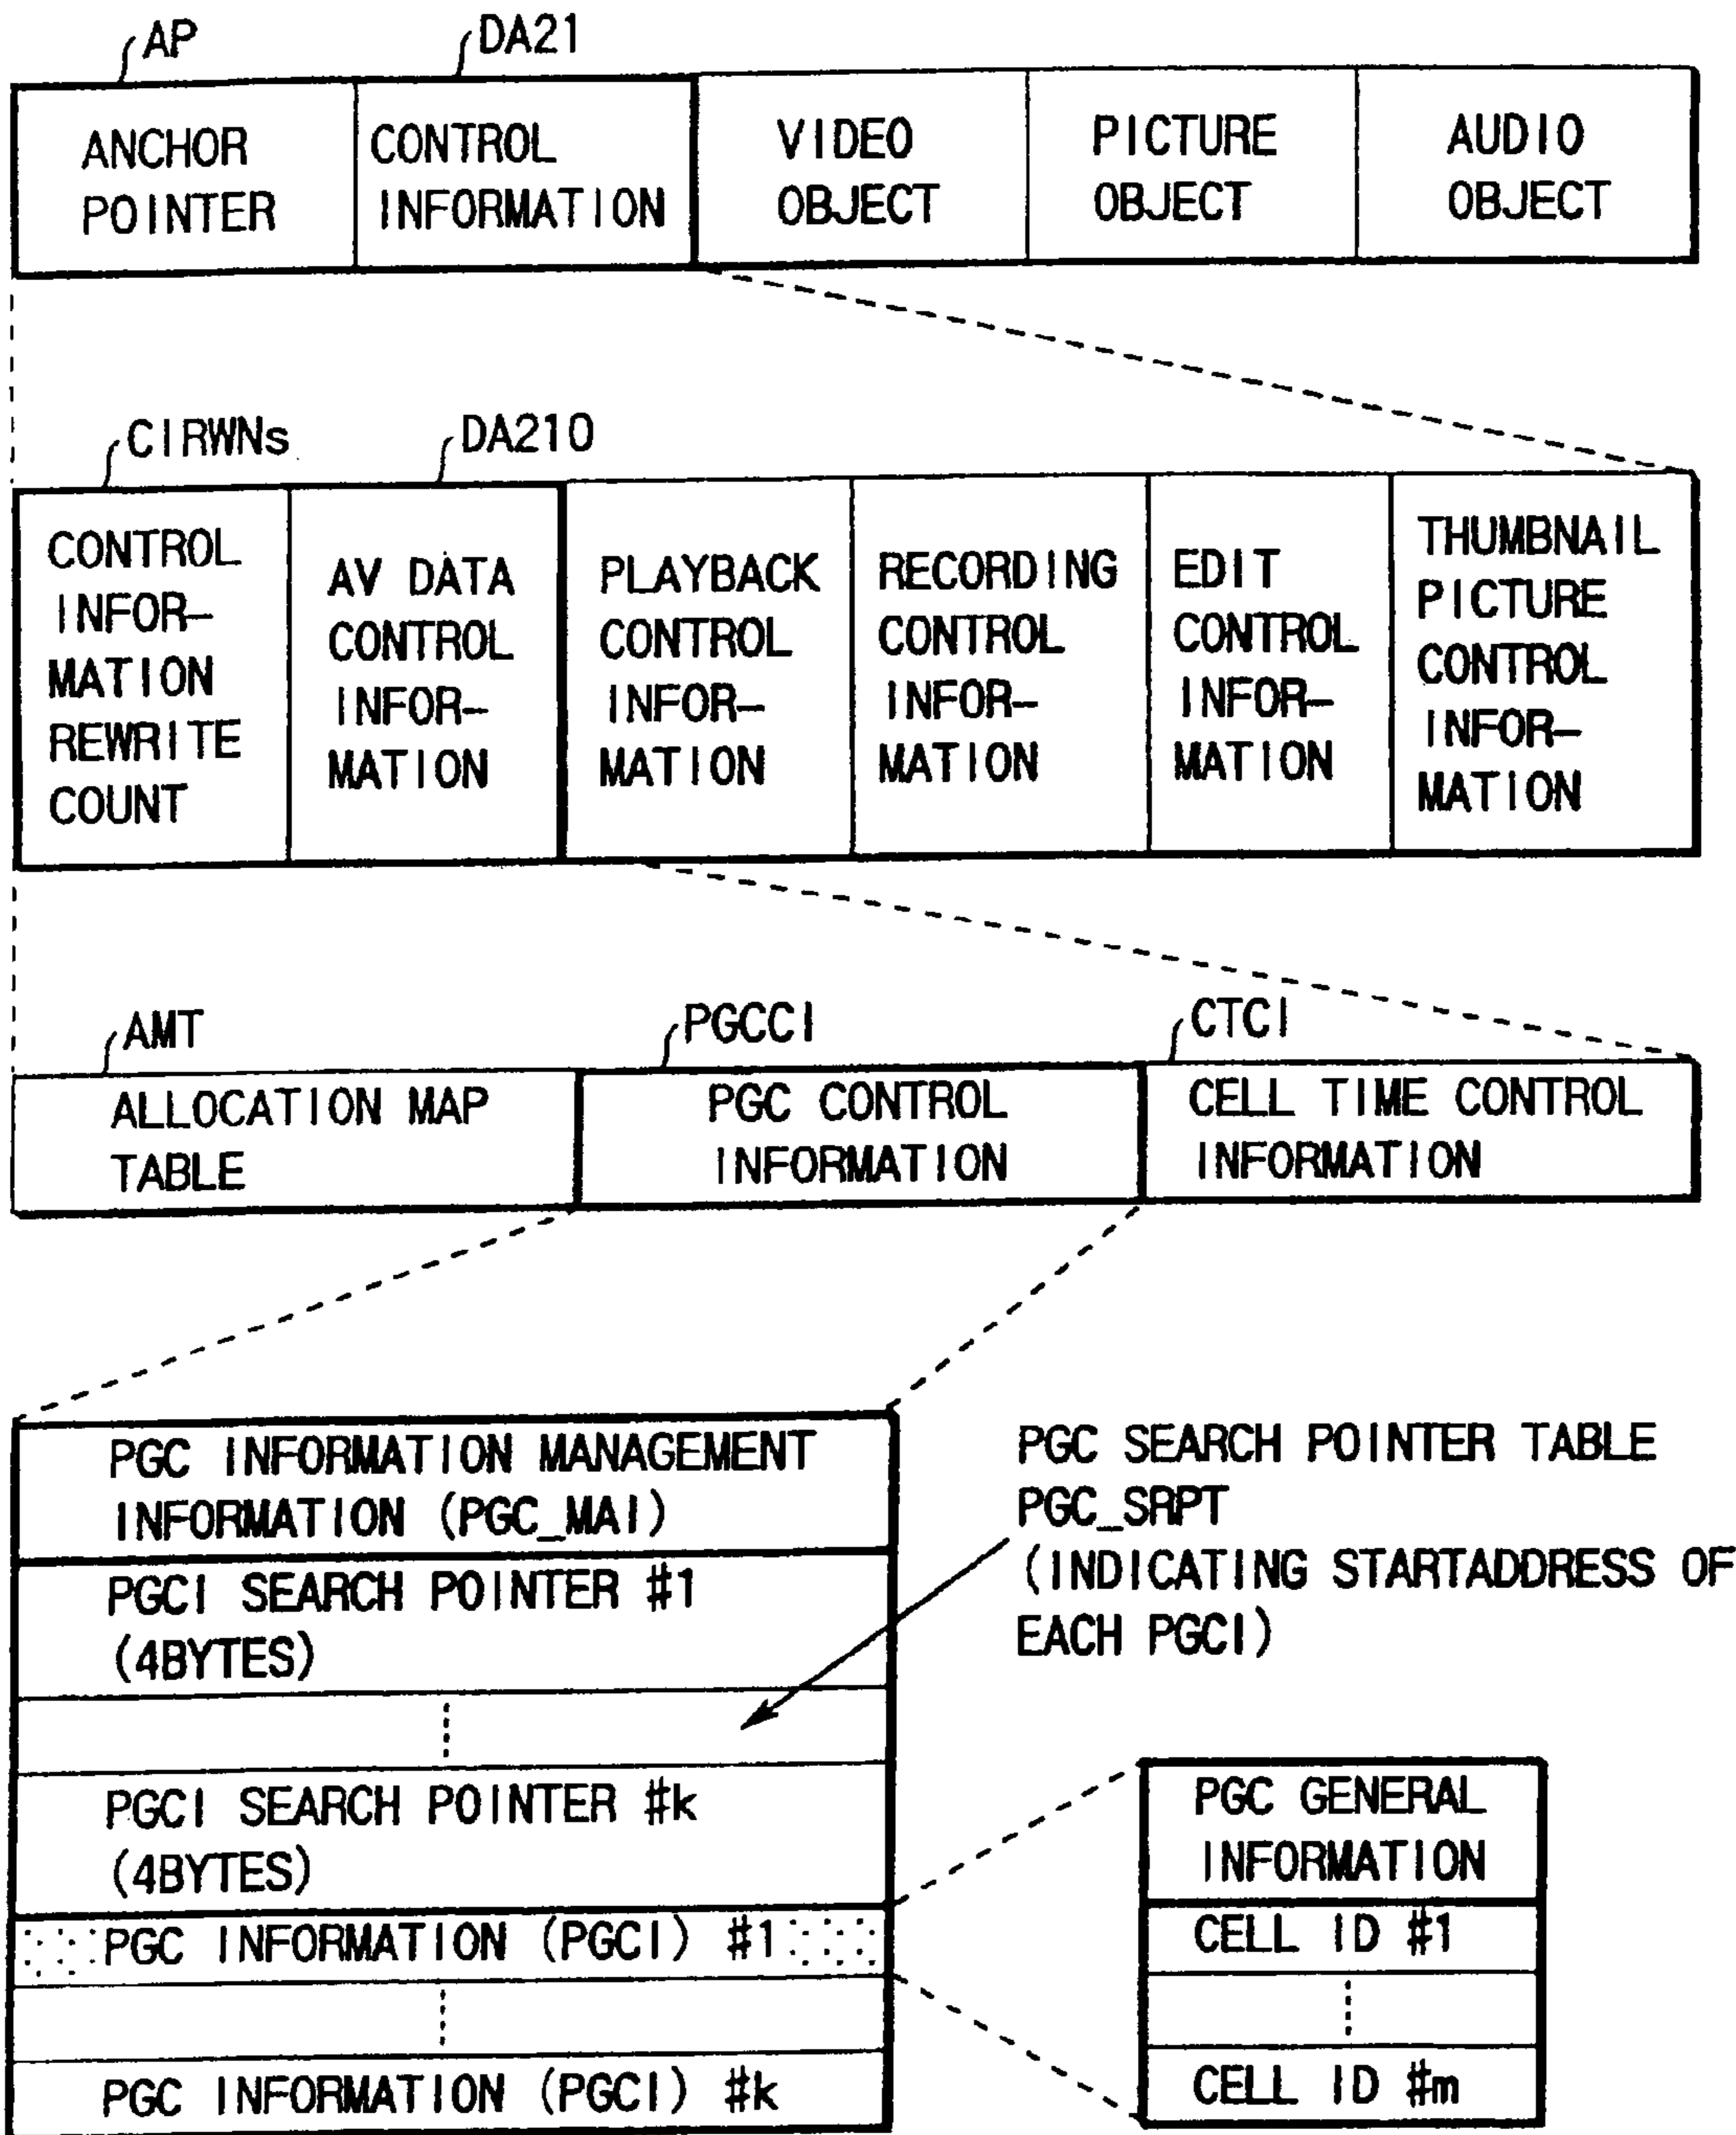 AP
DA21
ANCHOR
POINTER
CONTROL
INFORMATION
VIDEO
OBJECT
PICTURE
OBJECT
AUDIO
OBJECT
CIRWNs
DA210
CONTROL
INFOR-
MATION
REWRITE
COUNT
AV DATA
CONTROL
INFOR-
MATION
PLAYBACK
CONTROL
INFOR-
MATION
RECORDING
CONTROL
INFOR-
MATION
EDIT
CONTROL
INFOR-
MATION
THUMBNAIL
PICTURE
CONTROL
INFOR-
MATION
AMT
PGCCI
CTCI
ALLOCATION MAP
TABLE
PGC CONTROL
INFORMATION
CELL TIME CONTROL
INFORMATION
PGC INFORMATION MANAGEMENT
INFORMATION (PGC_MAI)
PGCI SEARCH POINTER #1
(4BYTES)
PGCI SEARCH POINTER #k
(4BYTES)
PGC INFORMATION (PGCI) #1
PGC INFORMATION (PGCI) #k
PGC SEARCH POINTER TABLE
PGC_SRPT
(INDICATING STARTADDRESS OF
EACH PGCI)
PGC GENERAL
INFORMATION
CELL ID #1
CELL ID #m